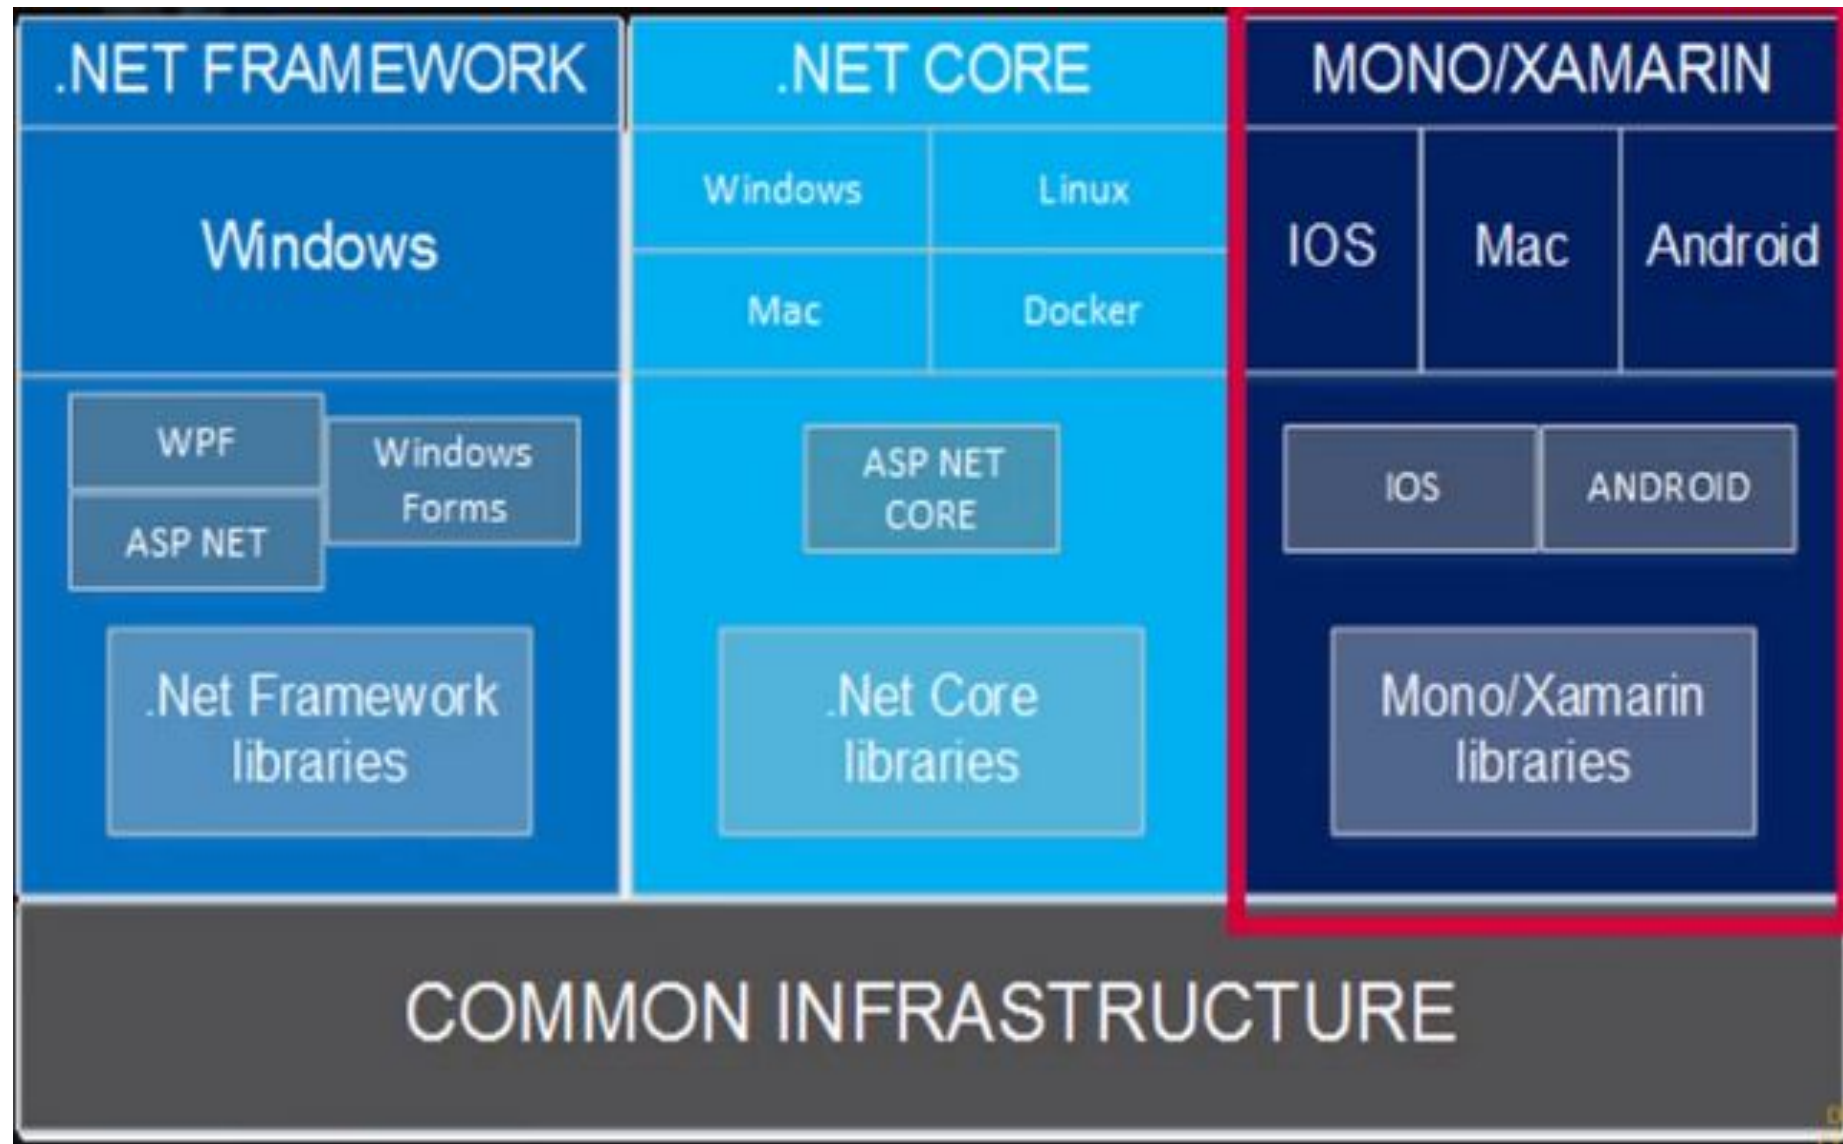 .NET FRAMEWORK
Windows
WPF
ASP NET
Windows
Forms
.Net Framework
libraries
.NET CORE
Windows
Linux
Mac
Docker
ASP NET
CORE
.Net Core
libraries
MONO/XAMARIN
IOS
Mac
Android
IOS
ANDROID
Mono/Xamarin
libraries
COMMON INFRASTRUCTURE